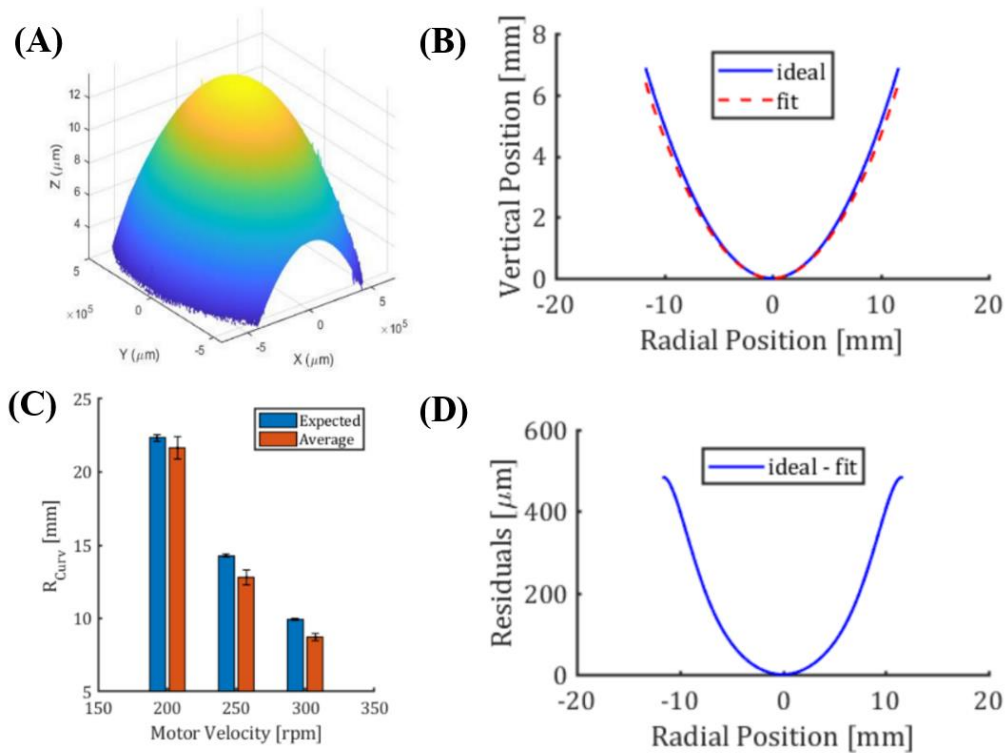 (A)
12
10
8
6
4
Z (μm)
5
0
-5
×10⁵
Y (μm)
-5
0
5
×10⁵
X (μm)
(B)
8
6
4
2
0
Vertical Position [mm]
ideal
fit
-20 -10 0 10 20
Radial Position [mm]
(C)
25
20
15
10
5
R_Curv [mm]
Expected
Average
150 200 250 300 350
Motor Velocity [rpm]
(D)
600
400
200
0
Residuals [μm]
ideal - fit
-20 -10 0 10 20
Radial Position [mm]